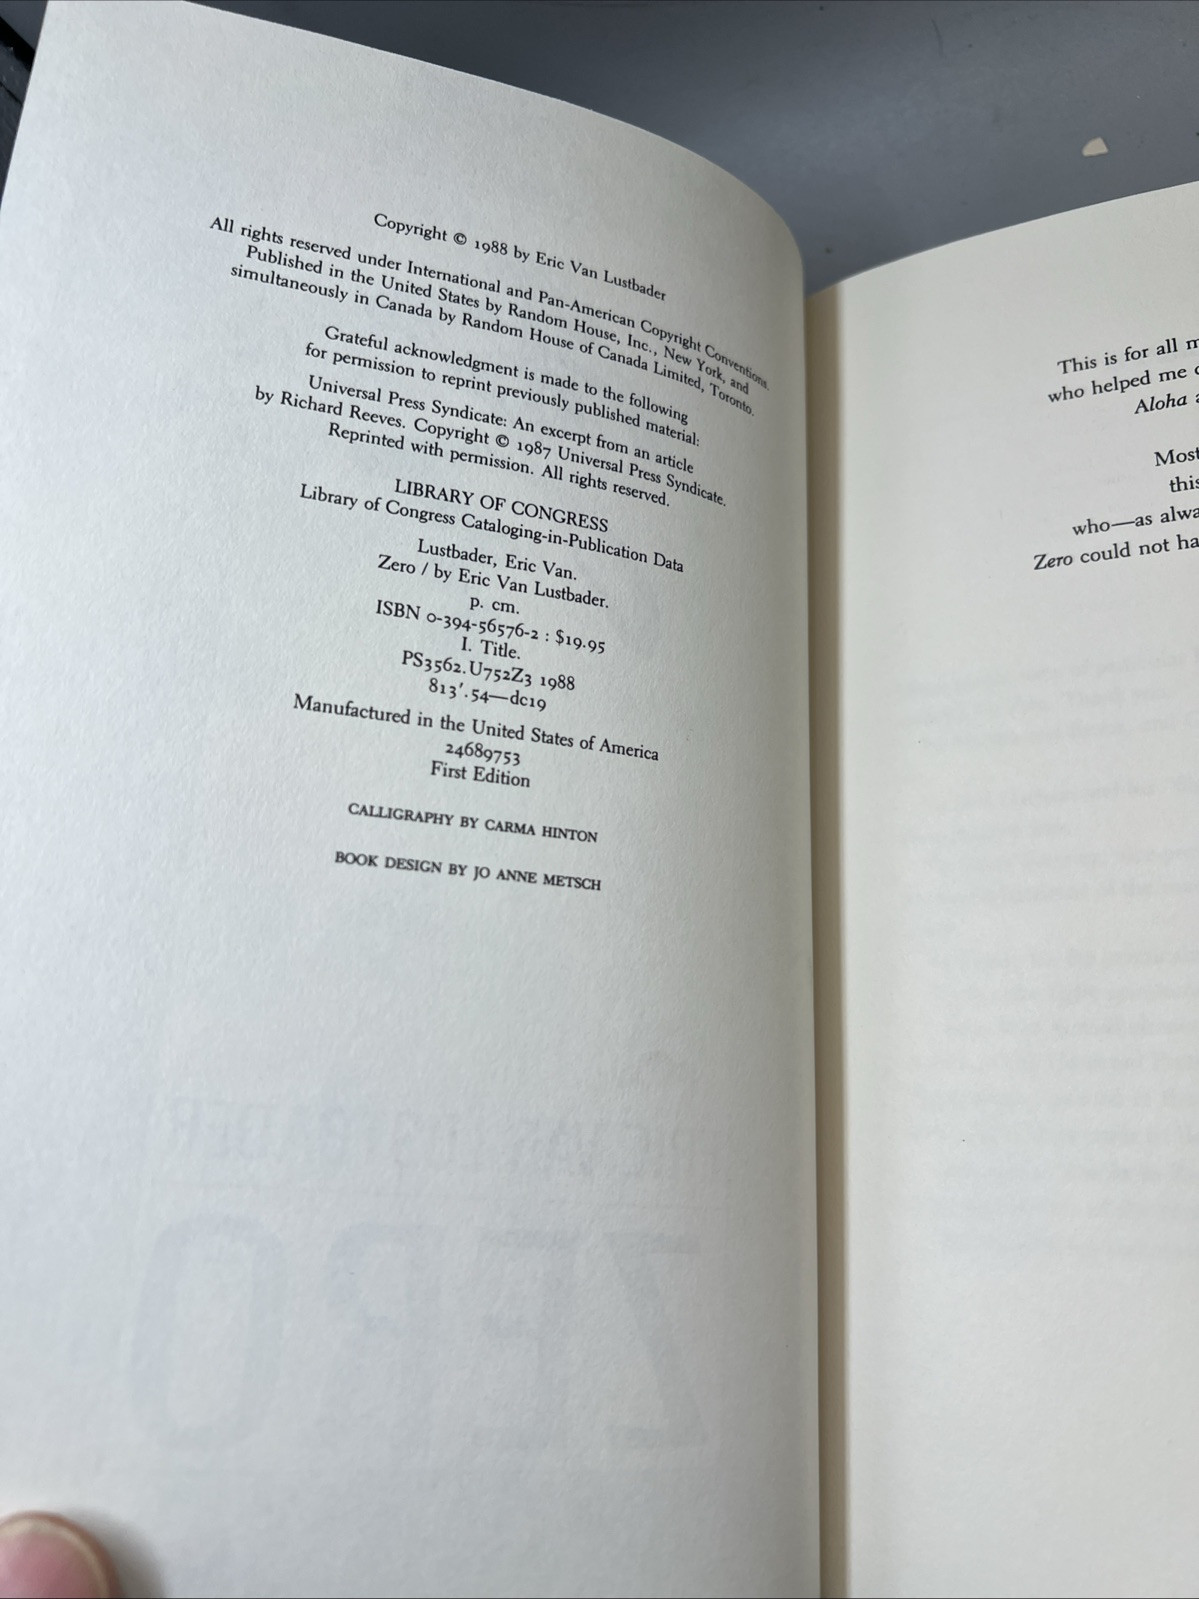 Copyright © 1988 by Eric Van Lustbader
All rights reserved under International and Pan-American Copyright Conventions.
Published in the United States by Random House, Inc., New York, and
simultaneously in Canada by Random House of Canada Limited, Toronto.
Grateful acknowledgment is made to the following
for permission to reprint previously published material:
Universal Press Syndicate: An excerpt from an article
by Richard Reeves. Copyright © 1987 Universal Press Syndicate.
Reprinted with permission. All rights reserved.
LIBRARY OF CONGRESS
Library of Congress Cataloging-in-Publication Data
Lustbader, Eric Van.
Zero / by Eric Van Lustbader.
p. cm.
ISBN 0-394-56576-2 : $19.95
I. Title.
PS3562.U752Z3 1988
813'.54—dc19
Manufactured in the United States of America
24689753
First Edition
CALLIGRAPHY BY CARMA HINTON
BOOK DESIGN BY JO ANNE METSCH
ERIC VAN LUSTBADER
ZERO
This is for all
who helped me
Aloha
Most
this
who—as
Zero could not